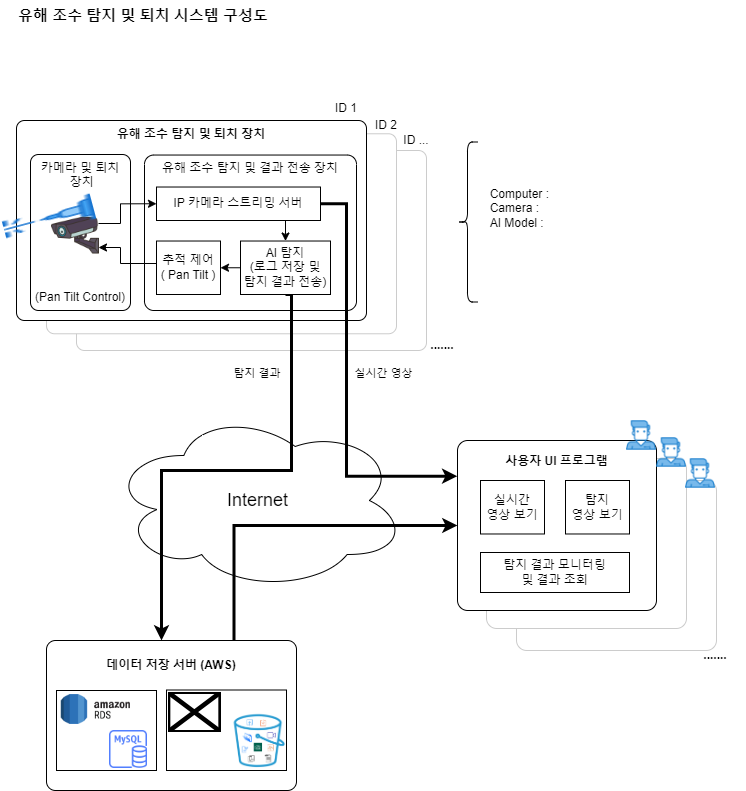 유해 조수 탐지 및 퇴치 시스템 구성도
ID 1
ID 2
ID ...
유해 조수 탐지 및 퇴치 장치
카메라 및 퇴치
장치
(Pan Tilt Control)
유해 조수 탐지 및 결과 전송 장치
IP 카메라 스트리밍 서버
추적 제어
( Pan Tilt )
AI 탐지
(로그 저장 및
탐지 결과 전송)
.......
Computer :
Camera :
AI Model :
탐지 결과
실시간 영상
Internet
사용자 UI 프로그램
실시간
영상 보기
탐지
영상 보기
탐지 결과 모니터링
및 결과 조회
.......
데이터 저장 서버 (AWS)
amazon
RDS
MySQL